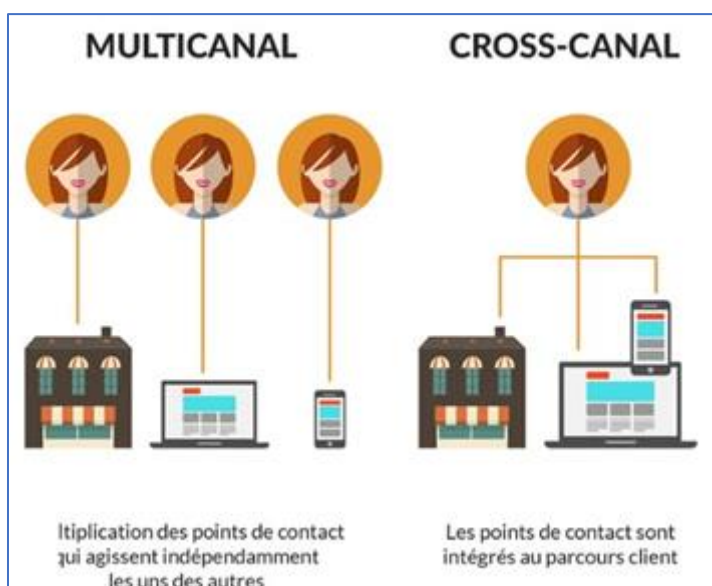 MULTICANAL
CROSS-CANAL
ltiplication des points de contact
qui agissent indépendamment
les uns des autres
Les points de contact sont
intégrés au parcours client